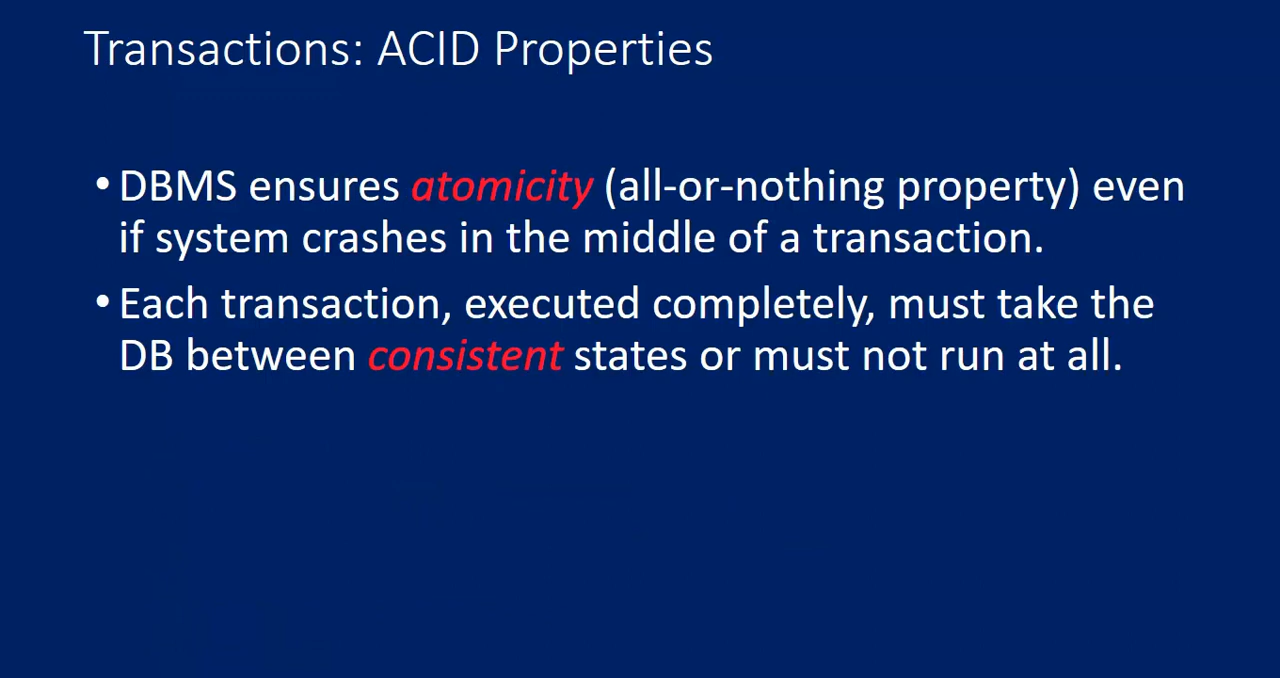 Transactions: ACID Properties
•DBMS ensures atomicity (all-or-nothing property) even
if system crashes in the middle of a transaction.
•Each transaction, executed completely, must take the
DB between consistent states or must not run at all.